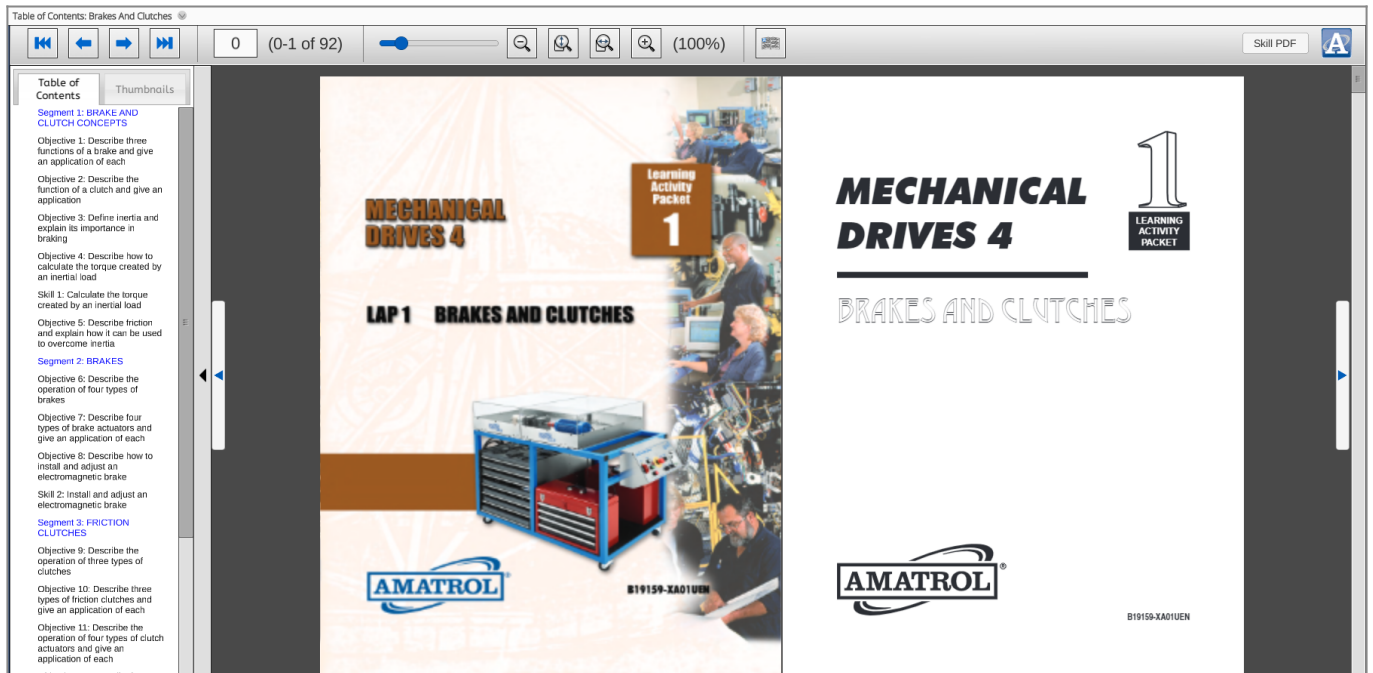 Table of Contents: Brakes And Clutches
0
(0-1 of 92)
(100%)
Skill PDF
A
Table of
Contents
Thumbnails
Segment 1: BRAKE AND
CLUTCH CONCEPTS
Objective 1: Describe three
functions of a brake and give
an application of each
Objective 2: Describe the
function of a clutch and give an
application
Objective 3: Define inertia and
explain its importance in
braking
Objective 4: Describe how to
calculate the torque created by
an inertial load
Skill 1: Calculate the torque
created by an inertial load
Objective 5: Describe friction
and explain how it can be used
to overcome inertia
Segment 2: BRAKES
Objective 6: Describe the
operation of four types of
brakes
Objective 7: Describe four
types of brake actuators and
give an application of each
Objective 8: Describe how to
install and adjust an
electromagnetic brake
Skill 2: Install and adjust an
electromagnetic brake
Segment 3: FRICTION
CLUTCHES
Objective 9: Describe the
operation of three types of
clutches
Objective 10: Describe three
types of friction clutches and
give an application of each
Objective 11: Describe the
operation of four types of clutch
actuators and give an
application of each
Learning
Activity
Packet
1
MECHANICAL
DRIVES 4
LAP 1 BRAKES AND CLUTCHES
AMATROL®
B19159-XA01UEN
1
LEARNING
ACTIVITY
PACKET
MECHANICAL
DRIVES 4
BRAKES AND CLUTCHES
AMATROL®
B19159-XA01UEN